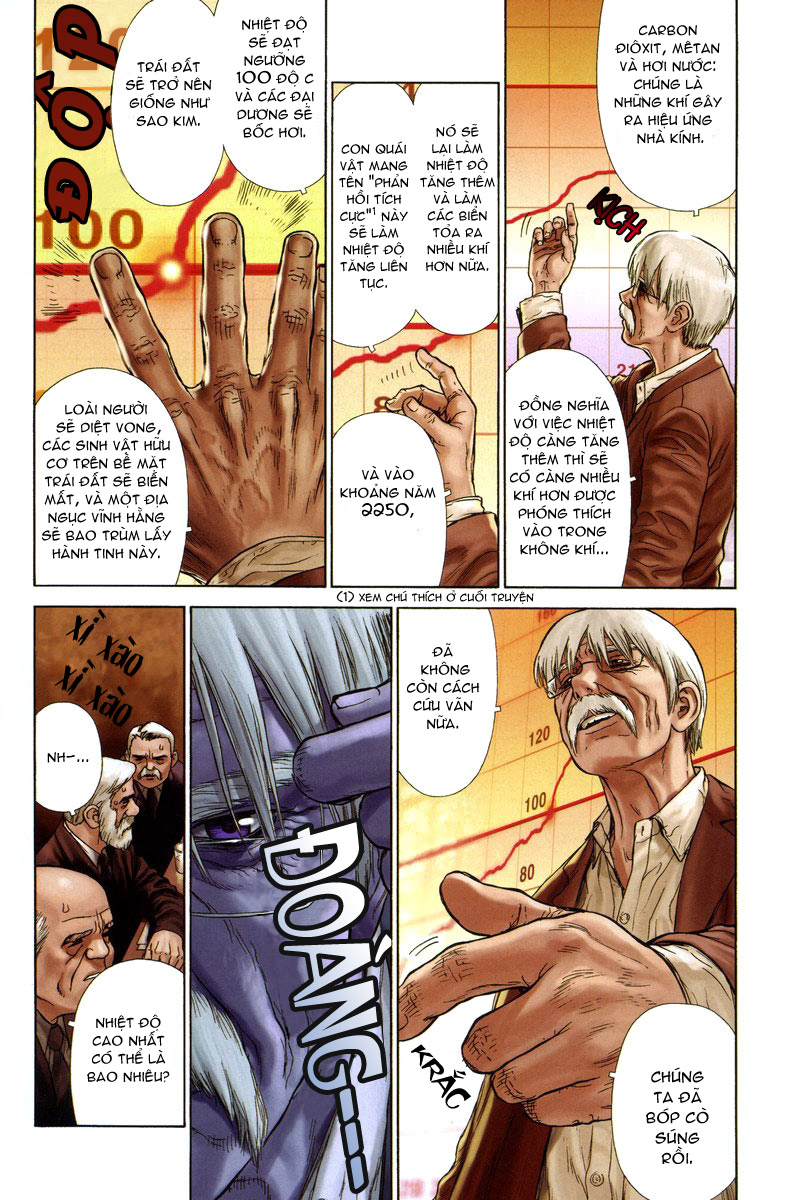 CARBON
ĐIÔXIT, MÊTAN
VÀ HƠI NƯỚC:
CHÚNG LÀ
NHỮNG KHÍ GÂY
RA HIỆU ỨNG
NHÀ KÍNH.
KỊCH
21
ĐỒNG NGHĨA
VỚI VIỆC NHIỆT
ĐỘ CÀNG TĂNG
THÊM THÌ SẼ
CÓ CÀNG NHIỀU
KHÍ HƠN ĐƯỢC
PHÓNG THÍCH
VÀO TRONG
KHÔNG KHÍ...
NÓ SẼ
LẠI LÀM
NHIỆT ĐỘ
TĂNG THÊM
VÀ LÀM
CÁC BIỂN
TỎA RA
NHIỀU KHÍ
HƠN NỮA.
CON QUÁI
VẬT MANG
TÊN "PHẢN
HỒI TÍCH
CỰC"1 NÀY
SẼ LÀM
NHIỆT ĐỘ
TĂNG LIÊN
TỤC.
VÀ VÀO
KHOẢNG NĂM
2250,
NHIỆT ĐỘ
SẼ ĐẠT
NGƯỠNG
100 ĐỘ C
VÀ CÁC ĐẠI
DƯƠNG SẼ
BỐC HƠI.
TRÁI ĐẤT
SẼ TRỞ NÊN
GIỐNG NHƯ
SAO KIM.
ĐỘP
100
LOÀI NGƯỜI
SẼ DIỆT VONG,
CÁC SINH VẬT HỮU
CƠ TRÊN BỀ MẶT
TRÁI ĐẤT SẼ BIẾN
MẤT, VÀ MỘT ĐỊA
NGỤC VĨNH HẰNG
SẼ BAO TRÙM LẤY
HÀNH TINH NÀY.
(1) XEM CHÚ THÍCH Ở CUỐI TRUYỆN
160
ĐÃ
KHÔNG
CÒN CÁCH
CỨU VÃN
NỮA.
120
100
80
KRẮC
CHÚNG
TA ĐÃ
BÓP CÒ
SÚNG
RỒI.
ĐOÀNG----
XÌ XÀO
XÌ XÀO
NH-...
NHIỆT ĐỘ
CAO NHẤT
CÓ THỂ LÀ
BAO NHIÊU?